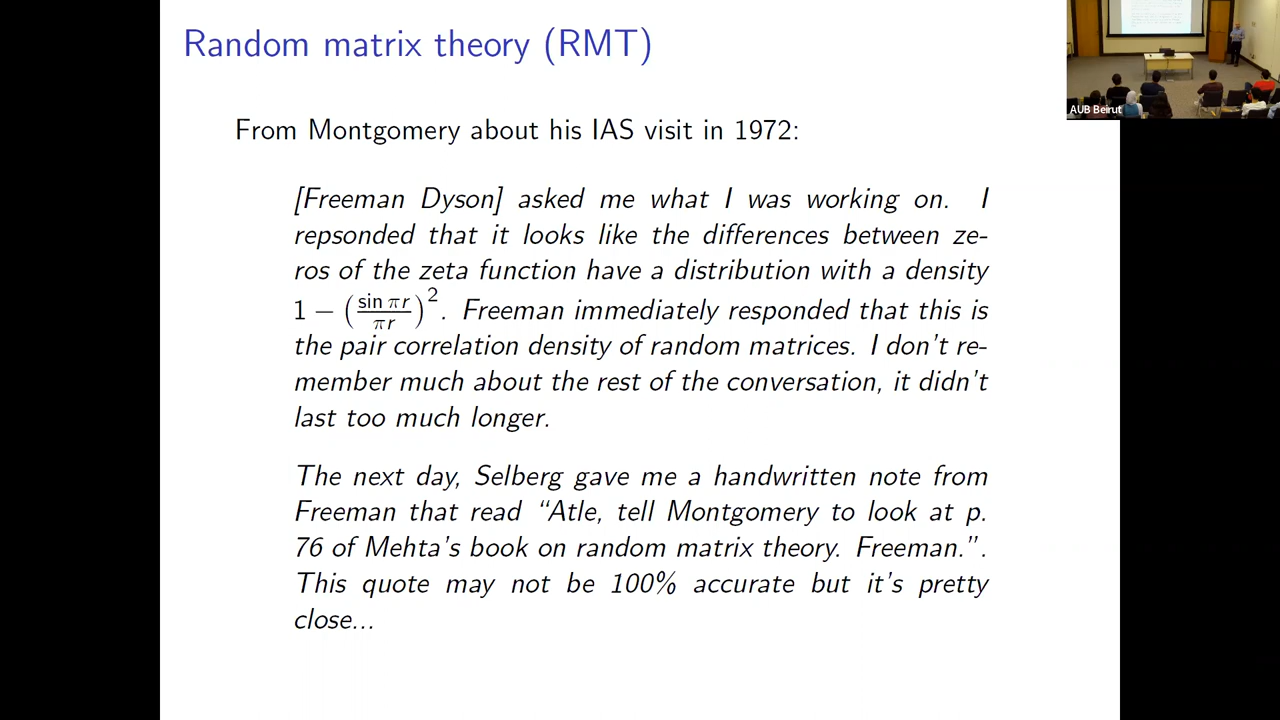 Random matrix theory (RMT)
AUB Beirut
From Montgomery about his IAS visit in 1972:
[Freeman Dyson] asked me what I was working on. I
repsonded that it looks like the differences between ze-
ros of the zeta function have a distribution with a density
1 − (sin πr / πr)². Freeman immediately responded that this is
the pair correlation density of random matrices. I don't re-
member much about the rest of the conversation, it didn't
last too much longer.
The next day, Selberg gave me a handwritten note from
Freeman that read “Atle, tell Montgomery to look at p.
76 of Mehta's book on random matrix theory. Freeman.”.
This quote may not be 100% accurate but it's pretty
close...